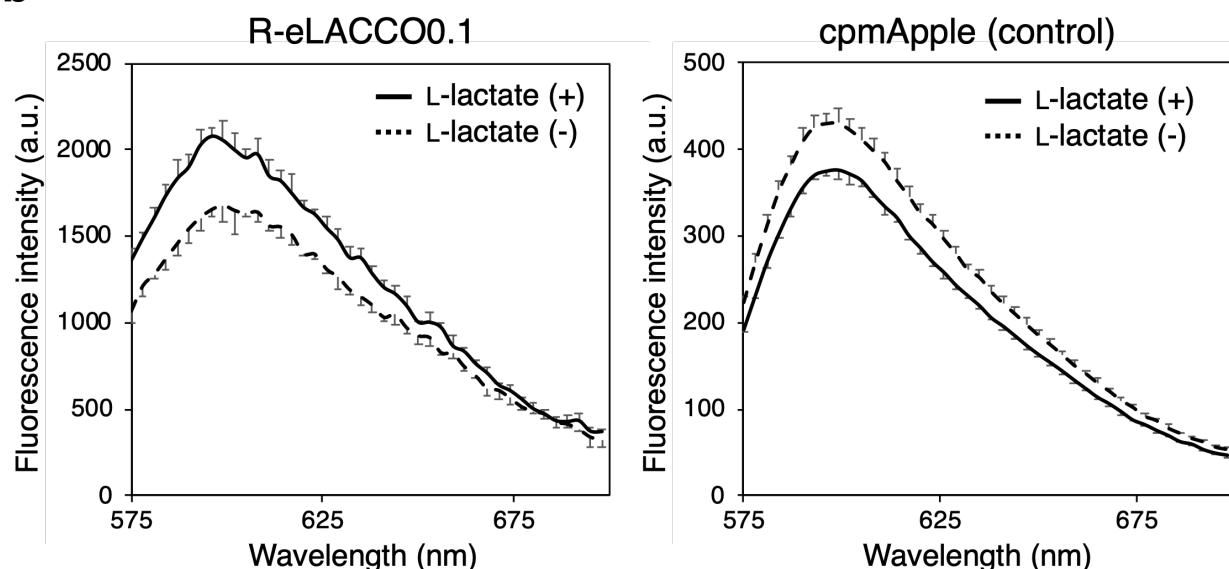 R-eLACCO0.1
2500
2000
1500
1000
500
0
575
625
675
Fluorescence intensity (a.u.)
Wavelength (nm)
L-lactate (+)
L-lactate (-)
cpmApple (control)
500
400
300
200
100
0
575
625
675
Fluorescence intensity (a.u.)
Wavelength (nm)
L-lactate (+)
L-lactate (-)